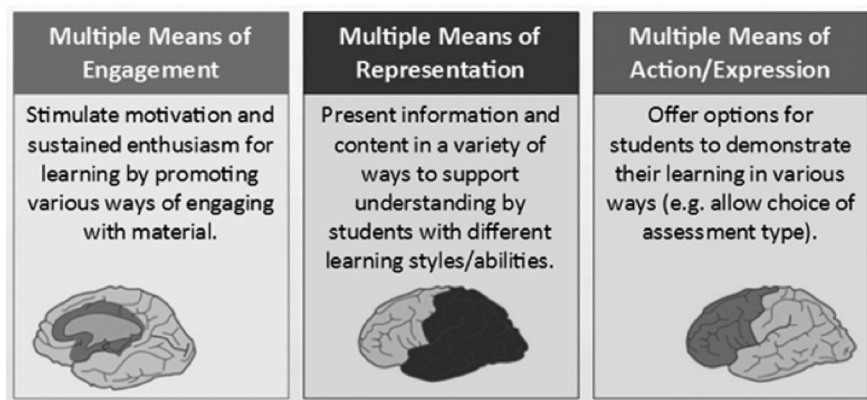 Multiple Means of
Engagement
Stimulate motivation and
sustained enthusiasm for
learning by promoting
various ways of engaging
with material.
Multiple Means of
Representation
Present information and
content in a variety of
ways to support
understanding by
students with different
learning styles/abilities.
Multiple Means of
Action/Expression
Offer options for
students to demonstrate
their learning in various
ways (e.g. allow choice of
assessment type).